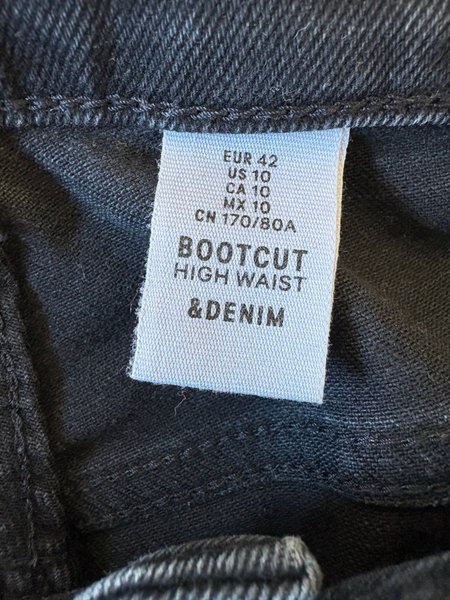 EUR 42
US 10
CA 10
MX 10
CN 170/80A
BOOTCUT
HIGH WAIST
&DENIM